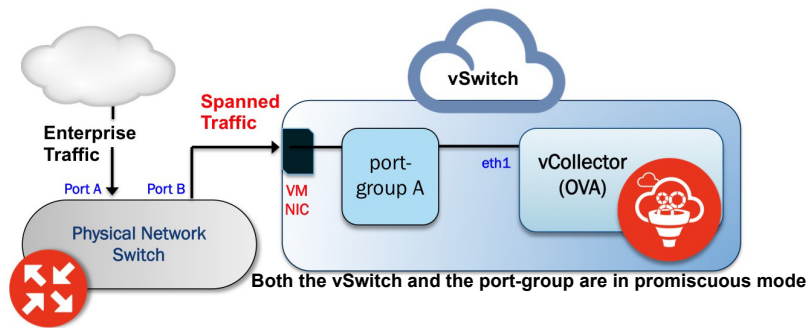 vSwitch
Spanned
Traffic
Enterprise
Traffic
Port A
Port B
VM
NIC
port-
group A
eth1
vCollector
(OVA)
Physical Network
Switch
Both the vSwitch and the port-group are in promiscuous mode